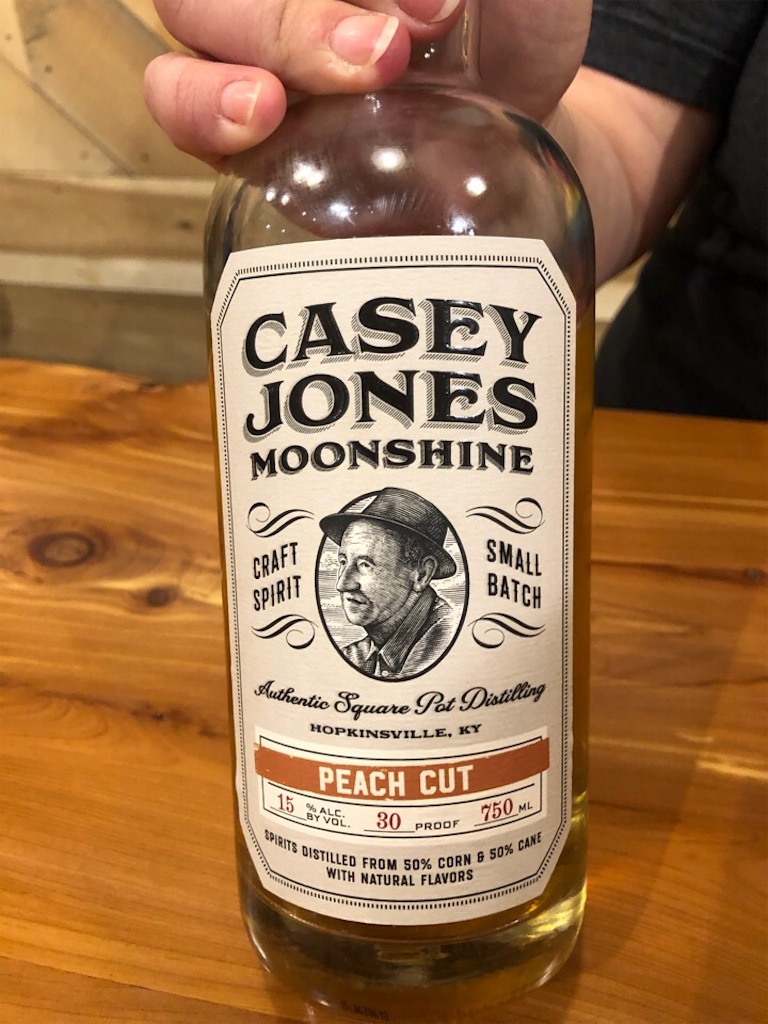 CASEY
JONES
MOONSHINE
CRAFT
SPIRIT
SMALL
BATCH
Authentic Square Pot Distilling
HOPKINSVILLE, KY
PEACH CUT
15 % ALC. BY VOL. 30 PROOF 750 ML
SPIRITS DISTILLED FROM 50% CORN & 50% CANE
WITH NATURAL FLAVORS